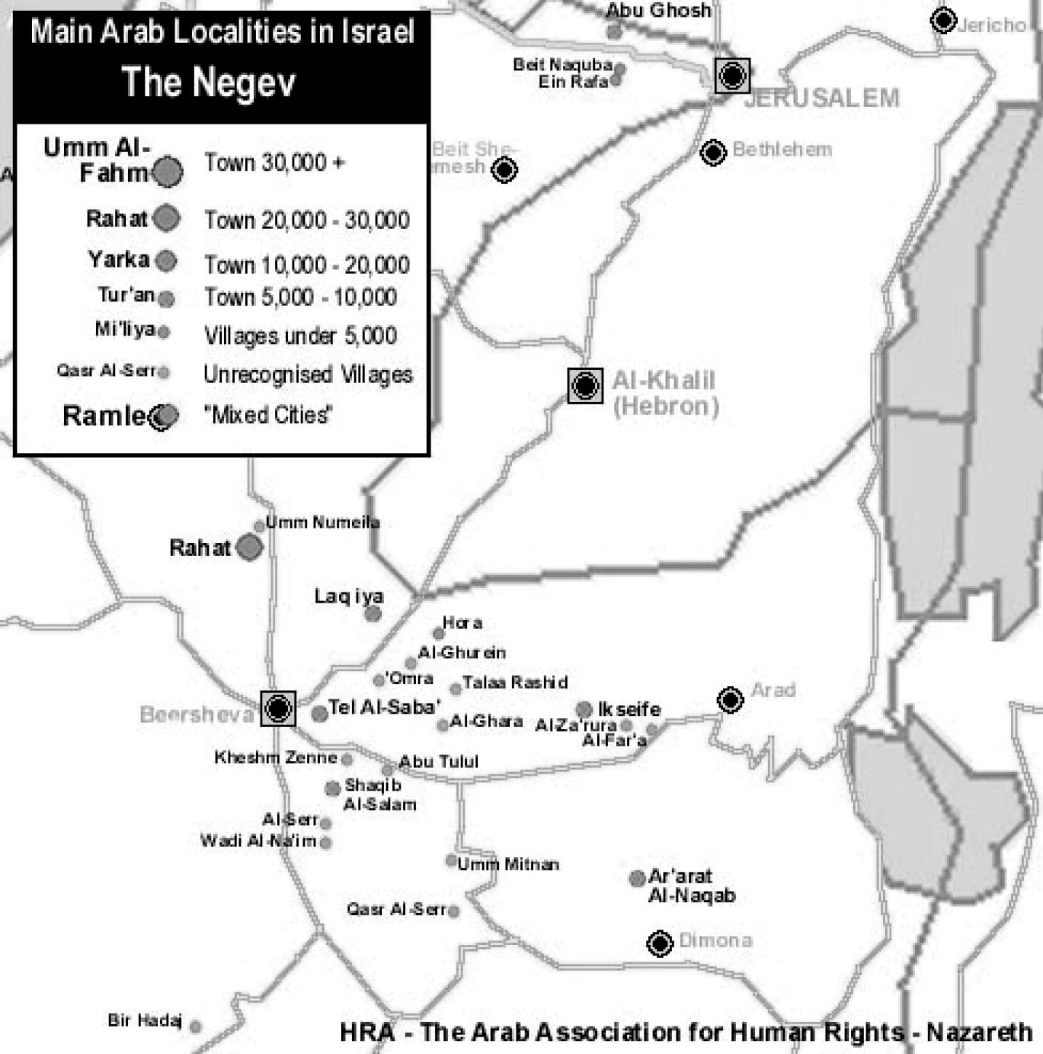 Main Arab Localities in Israel
The Negev
Umm Al-
Fahm
Town 30,000 +
Rahat
Town 20,000 - 30,000
Yarka
Town 10,000 - 20,000
Tur'an
Town 5,000 - 10,000
Mi'liya
Villages under 5,000
Qasr Al-Serr
Unrecognised Villages
Ramle
"Mixed Cities"
Abu Ghosh
Jericho
Beit Naquba
Ein Rafa
JERUSALEM
Beit She-
mesh
Bethlehem
A
Al-Khalil
(Hebron)
Umm Numeila
Rahat
Laqiya
Hora
Al-Ghurein
'Omra
Talaa Rashid
Arad
Beersheva
Tel Al-Saba'
Ikseife
Al-Ghara
Al-Za'rura
Al-Far'a
Kheshm Zenne
Abu Tulul
Shaqib
Al-Salam
Al-Serr
Wadi Al-Na'im
Umm Mitnan
Ar'arat
Al-Naqab
Qasr Al-Serr
Dimona
Bir Hadaj
HRA - The Arab Association for Human Rights - Nazareth